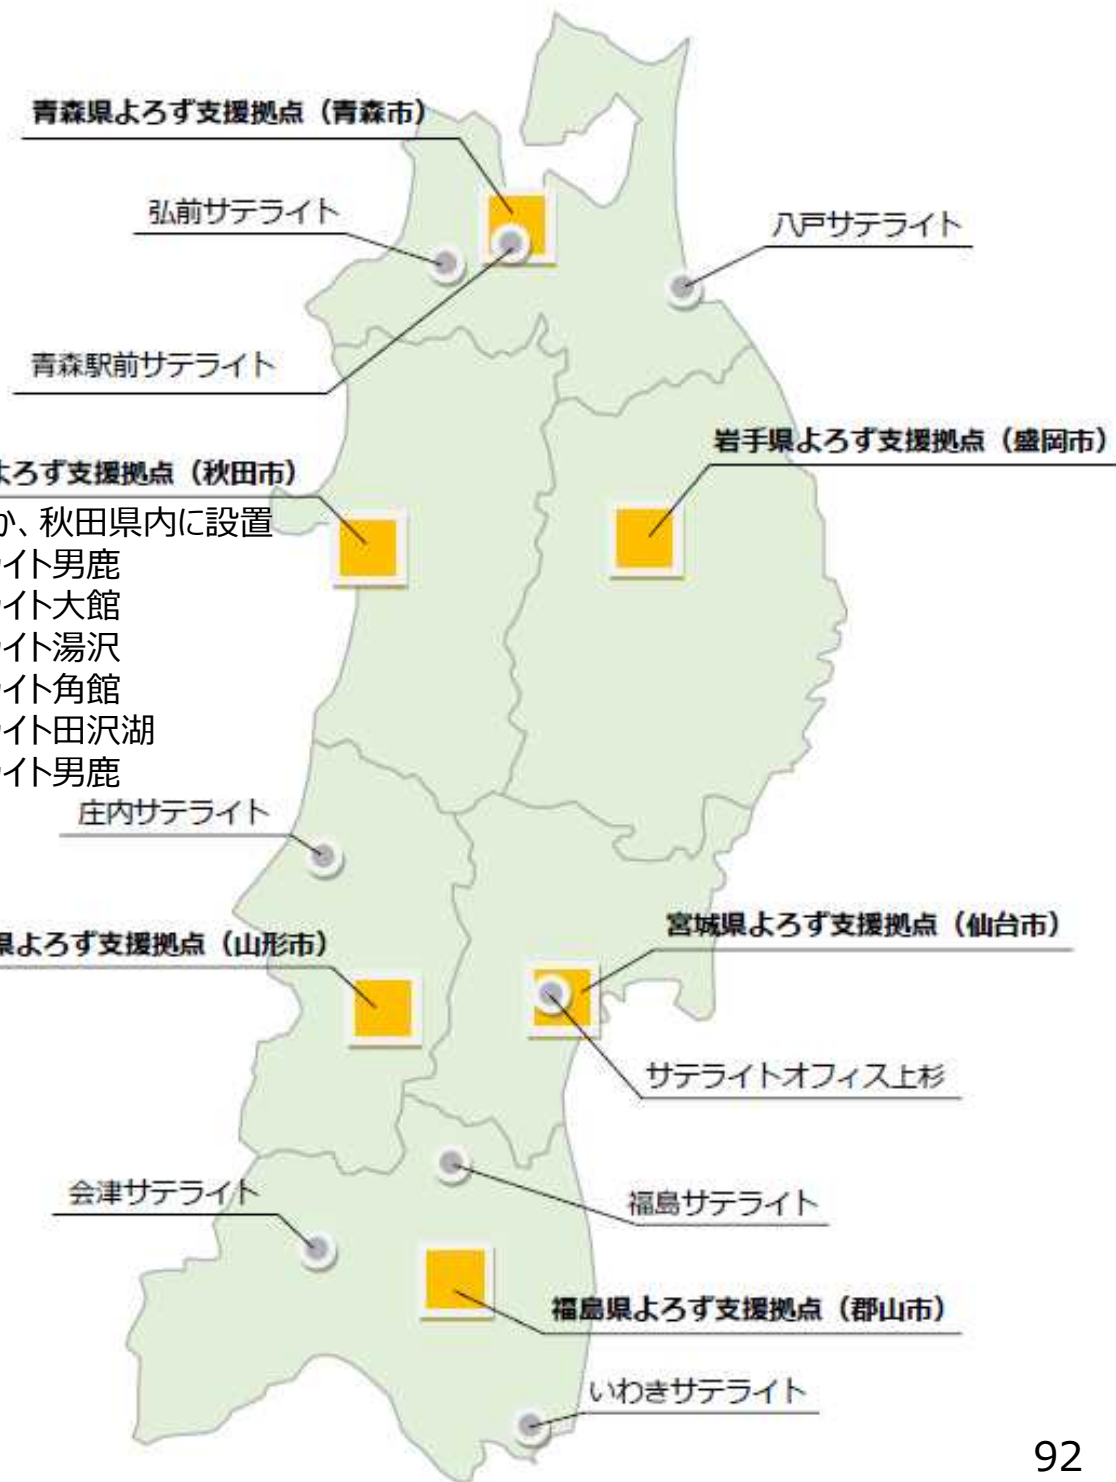 青森県よろず支援拠点（青森市）
弘前サテライト
八戸サテライト
青森駅前サテライト
岩手県よろず支援拠点（盛岡市）
よろず支援拠点（秋田市）
か、秋田県内に設置
イト男鹿
イト大館
イト湯沢
イト角館
イト田沢湖
イト男鹿
庄内サテライト
宮城県よろず支援拠点（仙台市）
県よろず支援拠点（山形市）
サテライトオフィス上杉
会津サテライト
福島サテライト
福島県よろず支援拠点（郡山市）
いわきサテライト
92